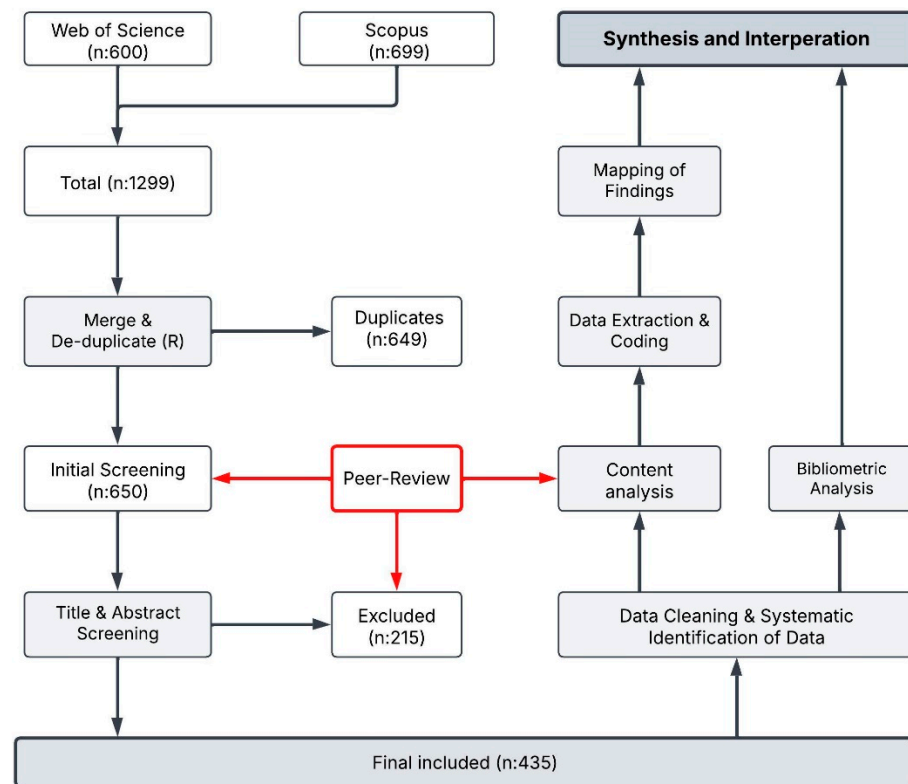 Web of Science
(n:600)
Scopus
(n:699)
Synthesis and Interperation
Total (n:1299)
Mapping of
Findings
Merge &
De-duplicate (R)
Duplicates
(n:649)
Data Extraction &
Coding
Initial Screening
(n:650)
Peer-Review
Content
analysis
Bibliometric
Analysis
Title & Abstract
Screening
Excluded
(n:215)
Data Cleaning & Systematic
Identification of Data
Final included (n:435)